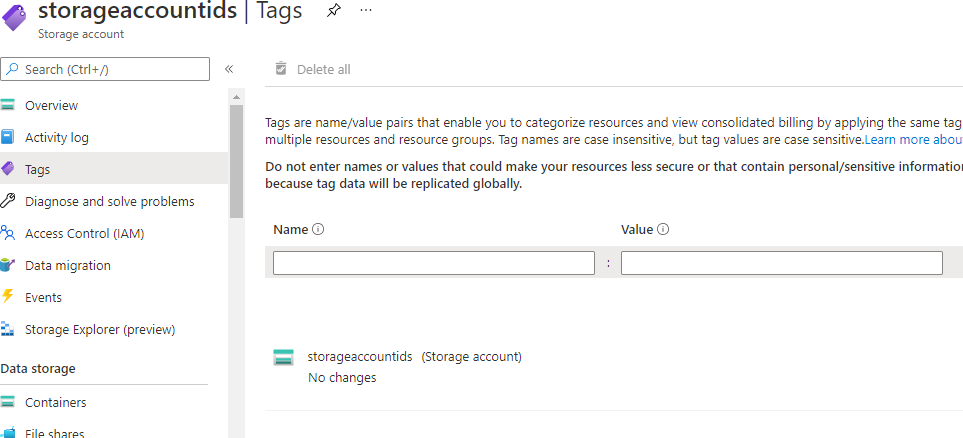 storageaccountids | Tags ...
Storage account
Search (Ctrl+/)
«
Delete all
Overview
Activity log
Tags
Diagnose and solve problems
Access Control (IAM)
Data migration
Events
Storage Explorer (preview)
Data storage
Containers
File shares
Tags are name/value pairs that enable you to categorize resources and view consolidated billing by applying the same tag
multiple resources and resource groups. Tag names are case insensitive, but tag values are case sensitive.Learn more abou
Do not enter names or values that could make your resources less secure or that contain personal/sensitive information
because tag data will be replicated globally.
Name
Value
:
storageaccountids (Storage account)
No changes